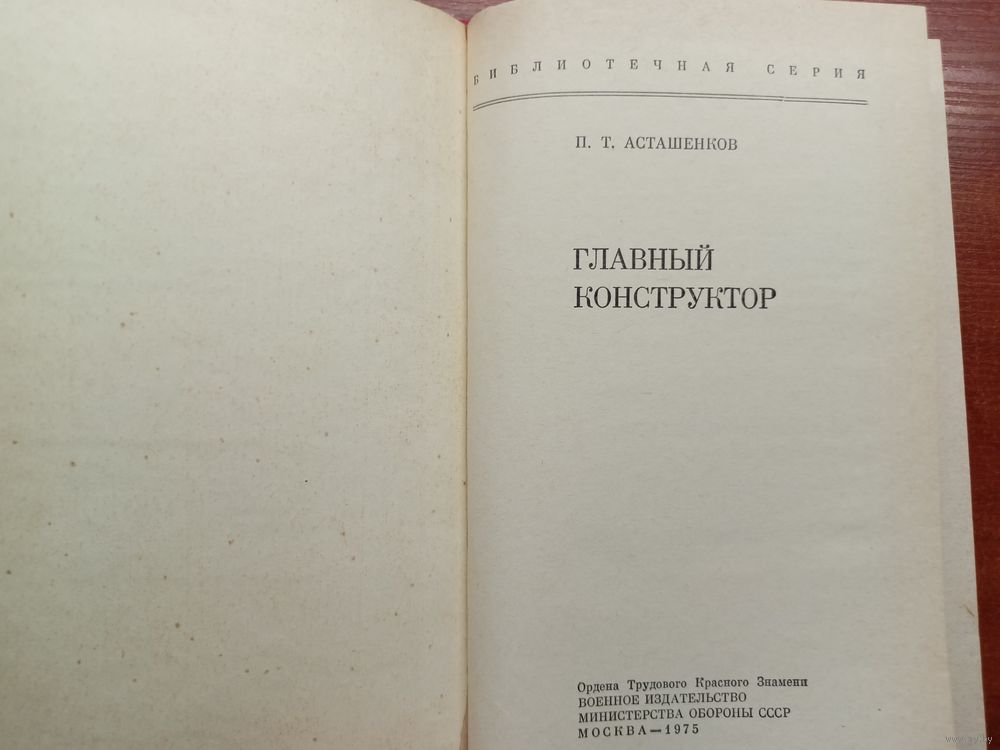 БИБЛИОТЕЧНАЯ СЕРИЯ
П. Т. АСТАШЕНКОВ
ГЛАВНЫЙ
КОНСТРУКТОР
Ордена Трудового Красного Знамени
ВОЕННОЕ ИЗДАТЕЛЬСТВО
МИНИСТЕРСТВА ОБОРОНЫ СССР
МОСКВА—1975